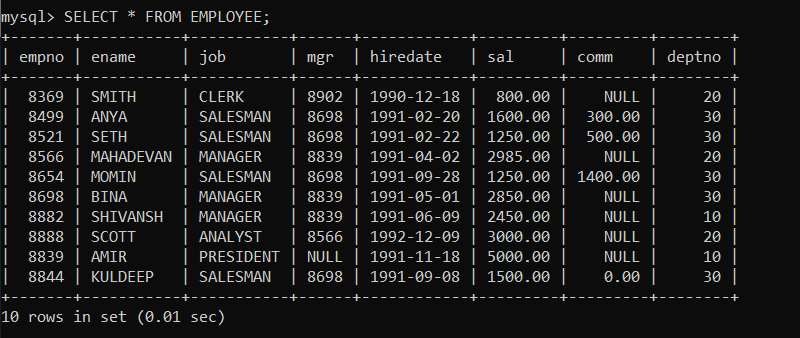 mysql> SELECT * FROM EMPLOYEE;
+-------+-----------+-----------+------+------------+---------+---------+--------+
| empno | ename     | job       | mgr  | hiredate   | sal     | comm    | deptno |
+-------+-----------+-----------+------+------------+---------+---------+--------+
|  8369 | SMITH     | CLERK     | 8902 | 1990-12-18 |  800.00 |    NULL |     20 |
|  8499 | ANYA      | SALESMAN  | 8698 | 1991-02-20 | 1600.00 |  300.00 |     30 |
|  8521 | SETH      | SALESMAN  | 8698 | 1991-02-22 | 1250.00 |  500.00 |     30 |
|  8566 | MAHADEVAN | MANAGER   | 8839 | 1991-04-02 | 2985.00 |    NULL |     20 |
|  8654 | MOMIN     | SALESMAN  | 8698 | 1991-09-28 | 1250.00 | 1400.00 |     30 |
|  8698 | BINA      | MANAGER   | 8839 | 1991-05-01 | 2850.00 |    NULL |     30 |
|  8882 | SHIVANSH  | MANAGER   | 8839 | 1991-06-09 | 2450.00 |    NULL |     10 |
|  8888 | SCOTT     | ANALYST   | 8566 | 1992-12-09 | 3000.00 |    NULL |     20 |
|  8839 | AMIR      | PRESIDENT | NULL | 1991-11-18 | 5000.00 |    NULL |     10 |
|  8844 | KULDEEP   | SALESMAN  | 8698 | 1991-09-08 | 1500.00 |    0.00 |     30 |
+-------+-----------+-----------+------+------------+---------+---------+--------+
10 rows in set (0.01 sec)